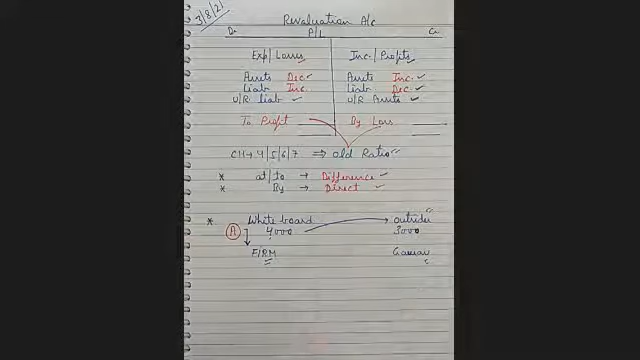 3/8/21
Revaluation A/c
Dr P/L Cr
Exp/Losses Inc./Profits
Assets Dec. Assets Inc.
Liab Inc. Liab Dec.
U/R Liab U/R Assets
To Profit By Loss
CH → 4/5/6/7 ⇒ Old Ratio
* at/to → Difference
* By → Direct
* White board → outsider
A 4000 3000
FIRM Gaurav